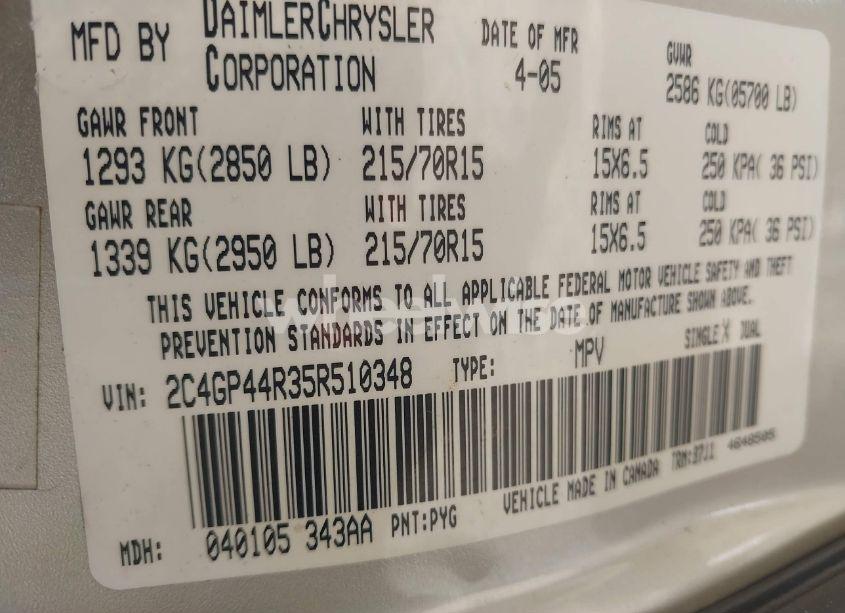 MFD BY DAIMLERCHRYSLER CORPORATION DATE OF MFR 4-05 GVWR 2586 KG(05700 LB)
GAWR FRONT WITH TIRES RIMS AT COLD
1293 KG(2850 LB) 215/70R15 15X6.5 250 KPA( 36 PSI)
GAWR REAR WITH TIRES RIMS AT COLD
1339 KG(2950 LB) 215/70R15 15X6.5 250 KPA( 36 PSI)
THIS VEHICLE CONFORMS TO ALL APPLICABLE FEDERAL MOTOR VEHICLE SAFETY AND THEFT
PREVENTION STANDARDS IN EFFECT ON THE DATE OF MANUFACTURE SHOWN ABOVE.
VIN: 2C4GP44R35R510348 TYPE: MPV SINGLE X DUAL
MDH: 040105 343AA PNT:PYG VEHICLE MADE IN CANADA TRN:3711 4648505